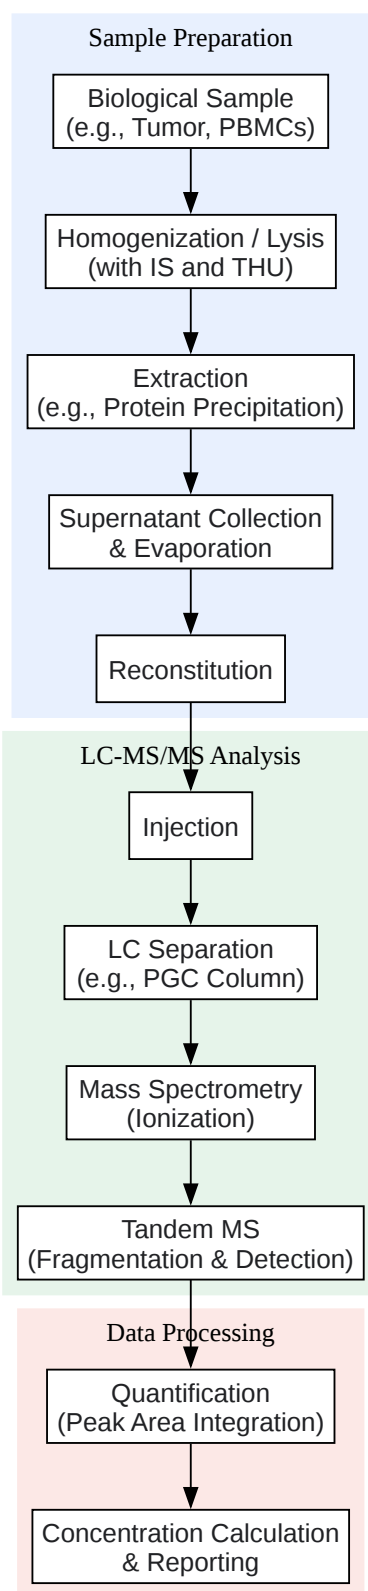 Sample Preparation
Biological Sample
(e.g., Tumor, PBMCs)
Homogenization / Lysis
(with IS and THU)
Extraction
(e.g., Protein Precipitation)
Supernatant Collection
& Evaporation
Reconstitution
LC-MS/MS Analysis
Injection
LC Separation
(e.g., PGC Column)
Mass Spectrometry
(Ionization)
Tandem MS
(Fragmentation & Detection)
Data Processing
Quantification
(Peak Area Integration)
Concentration Calculation
& Reporting